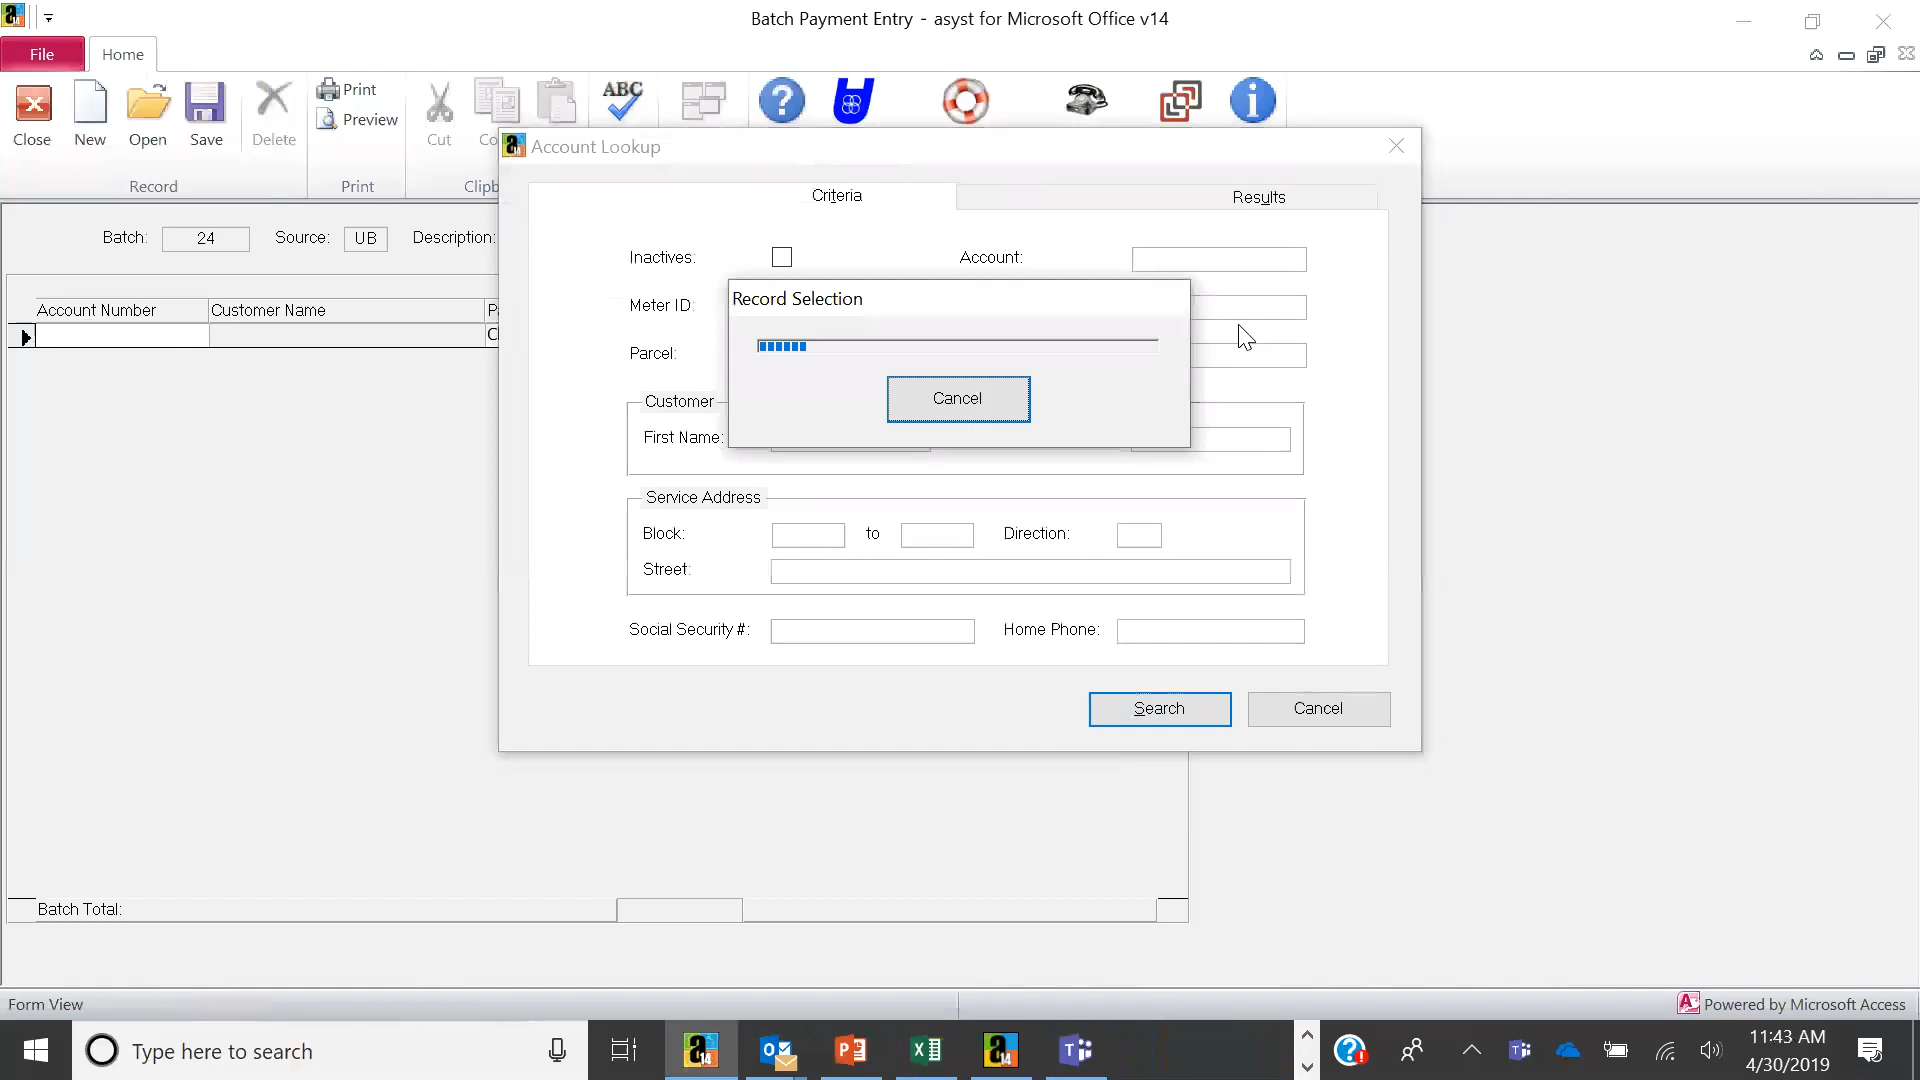 Batch Payment Entry - asyst for Microsoft Office v14
File
Home
Close
New
Open
Save
Delete
Print
Preview
Cut
ABC
Record
Print
Account Lookup
Criteria
Results
Batch: 24 Source: UB Description:
Inactives:
Account:
Account Number
Customer Name
Meter ID:
Record Selection
Parcel:
Cancel
Customer
First Name:
Service Address
Block: to Direction:
Street:
Social Security #:
Home Phone:
Search
Cancel
Batch Total:
Form View
Powered by Microsoft Access
Type here to search
11:43 AM
4/30/2019